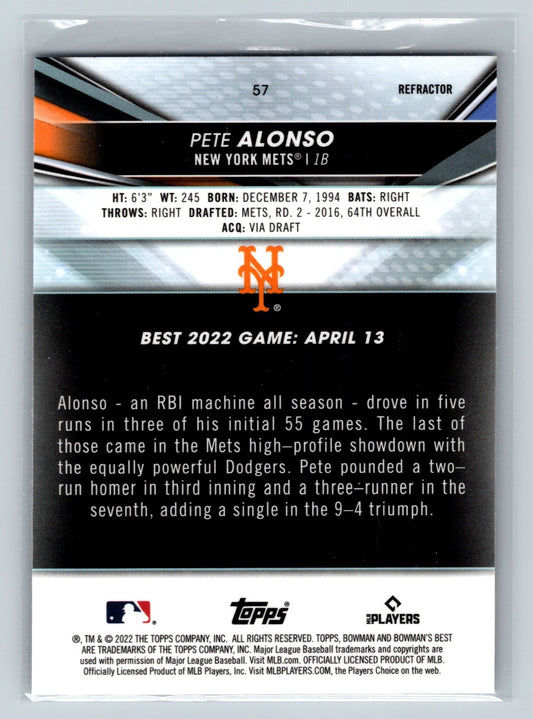 57
REFRACTOR
PETE ALONSO
NEW YORK METS® | 1B
HT: 6'3" WT: 245 BORN: DECEMBER 7, 1994 BATS: RIGHT
THROWS: RIGHT DRAFTED: METS, RD. 2 - 2016, 64TH OVERALL
ACQ: VIA DRAFT
NY®
BEST 2022 GAME: APRIL 13
Alonso - an RBI machine all season - drove in five
runs in three of his initial 55 games. The last of
those came in the Mets high–profile showdown with
the equally powerful Dodgers. Pete pounded a two–
run homer in third inning and a three–runner in the
seventh, adding a single in the 9–4 triumph.
topps
MLB PLAYERS
®, TM & © 2022 THE TOPPS COMPANY, INC. ALL RIGHTS RESERVED. TOPPS, BOWMAN AND BOWMAN'S BEST
ARE TRADEMARKS OF THE TOPPS COMPANY, INC. Major League Baseball trademarks and copyrights are
used with permission of Major League Baseball. Visit MLB.com. OFFICIALLY LICENSED PRODUCT OF MLB.
Officially Licensed Product of MLB Players, Inc. Visit MLBPLAYERS.COM, the Players Choice on the web.